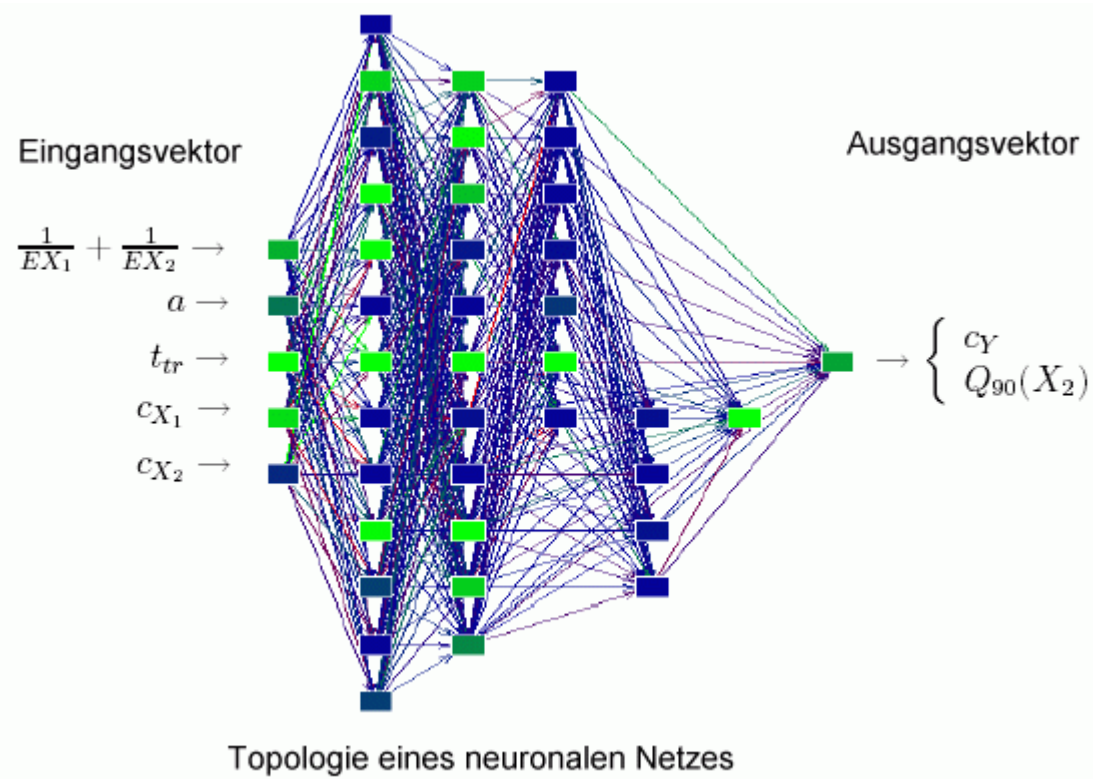 Eingangsvektor
Ausgangsvektor
1/EX₁ + 1/EX₂ →
a →
t_tr →
c_X₁ →
c_X₂ →
→ { c_Y
Q₉₀(X₂)
Topologie eines neuronalen Netzes